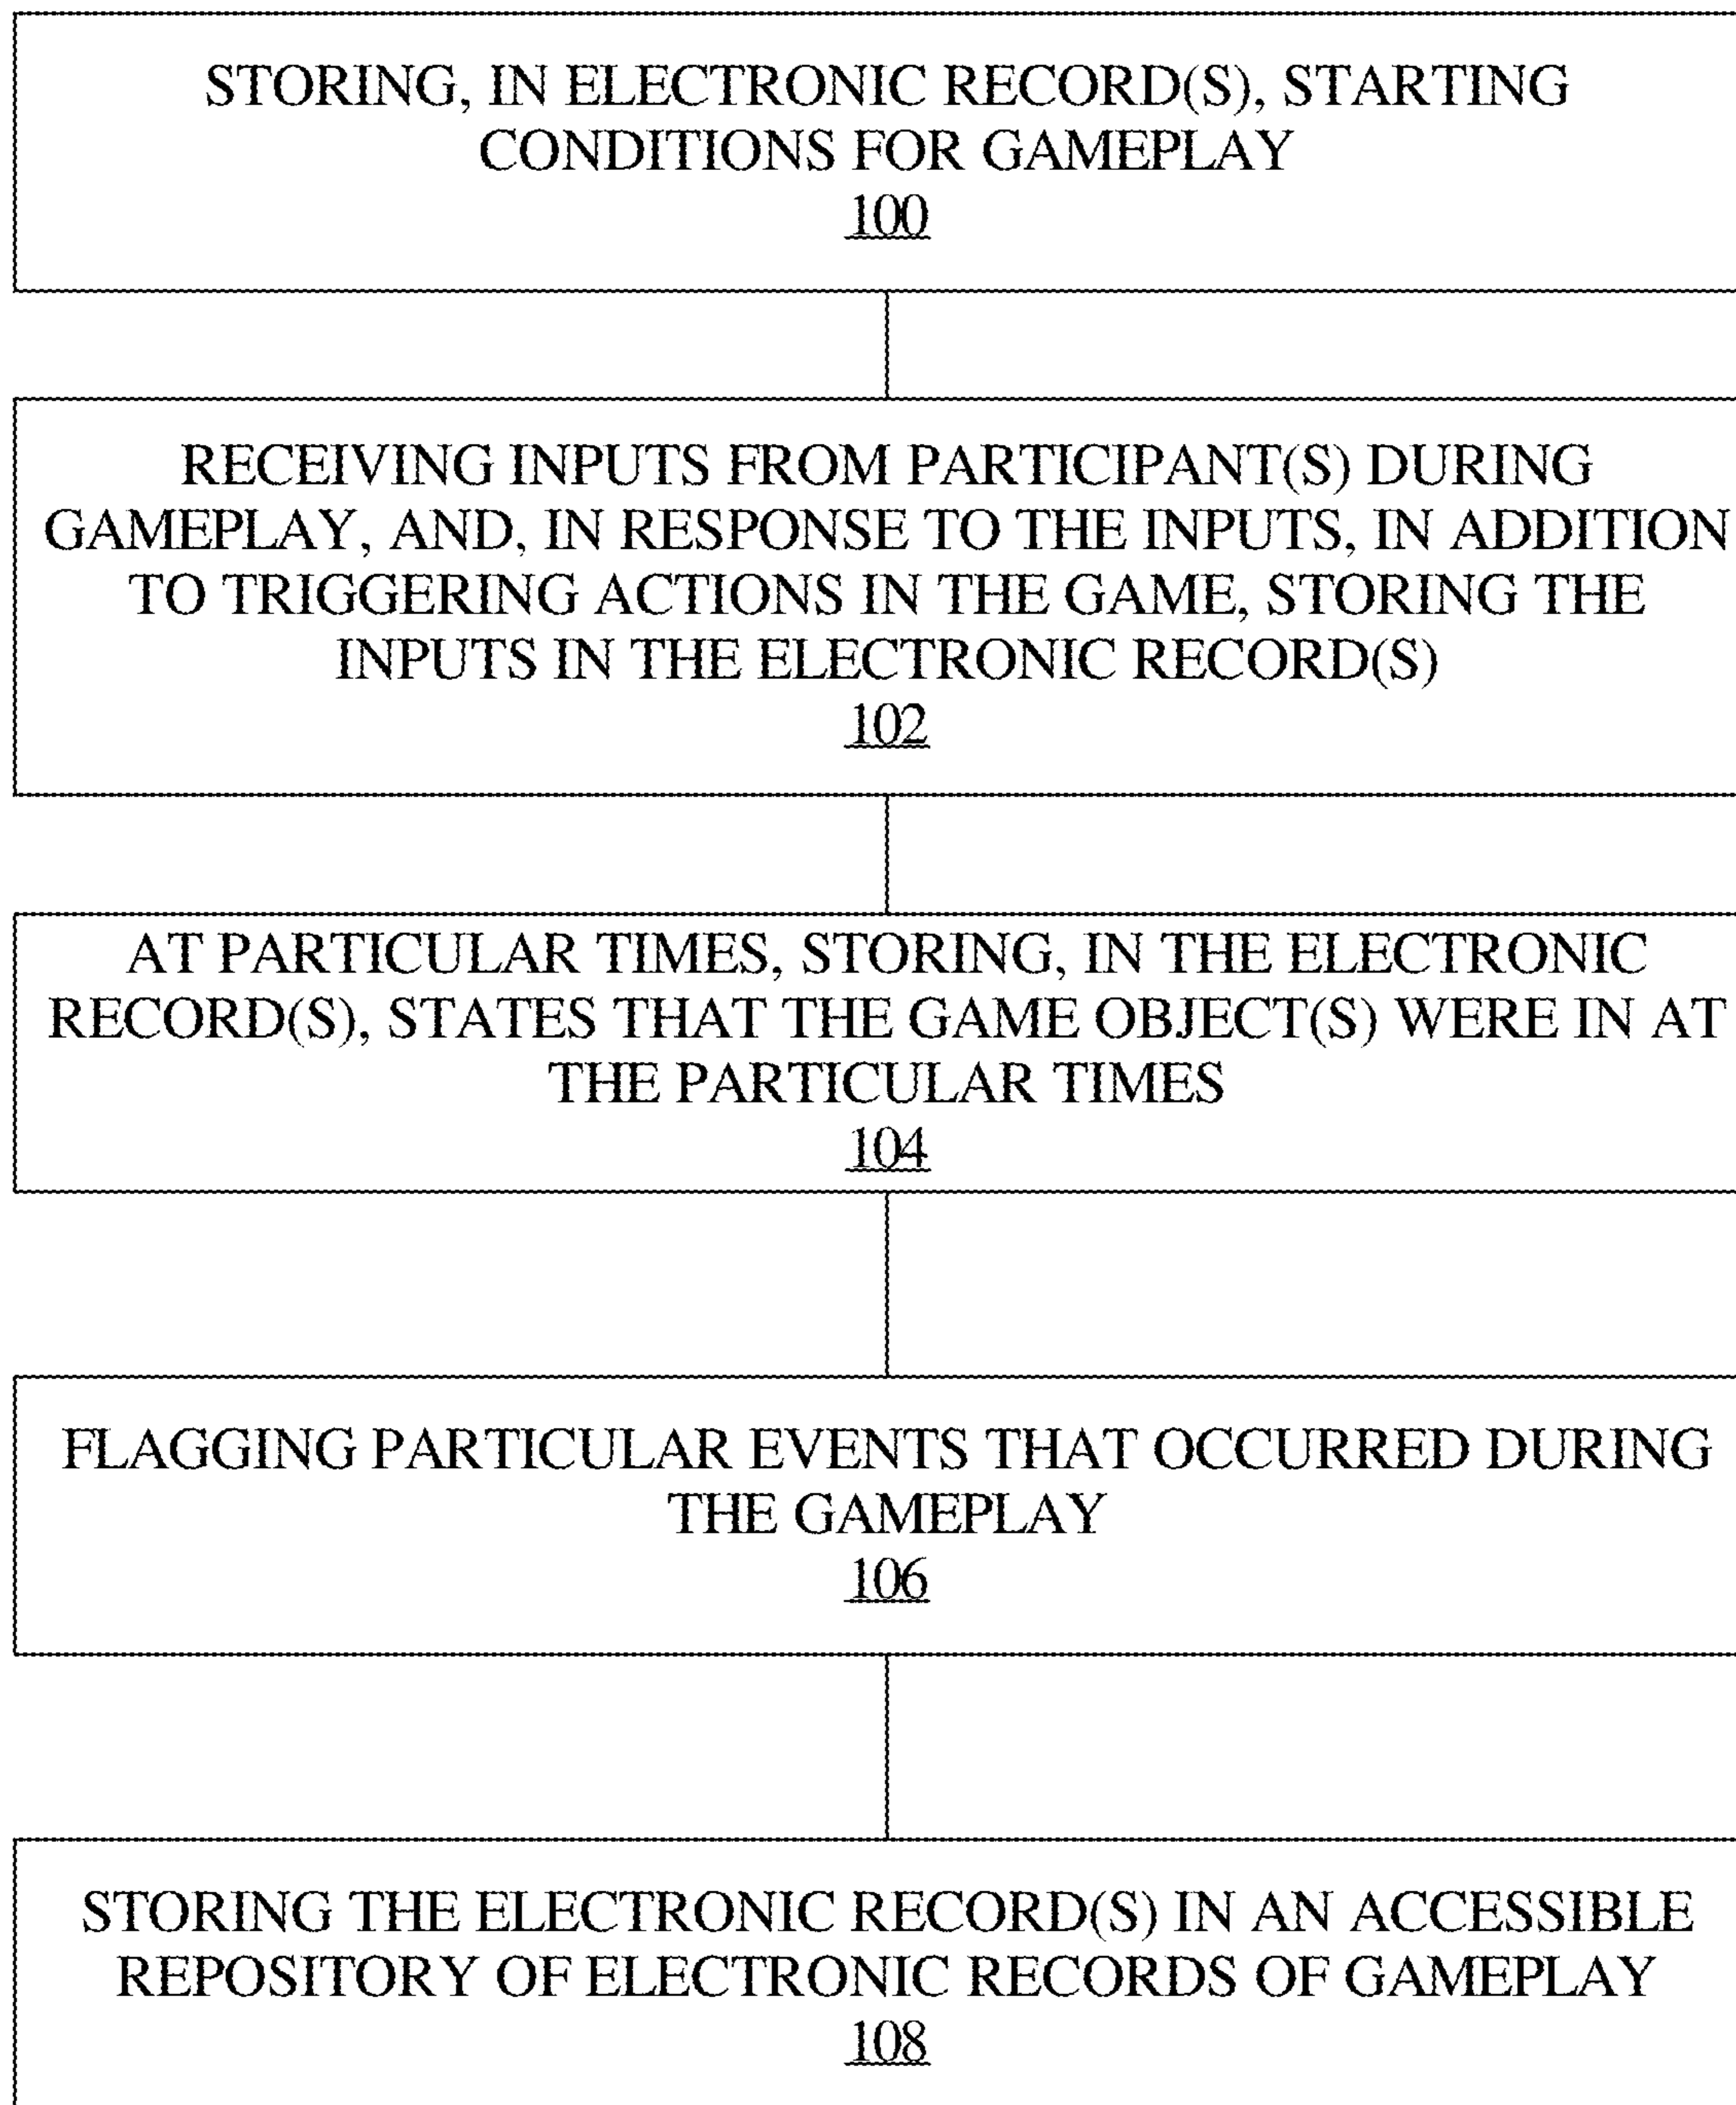 STORING, IN ELECTRONIC RECORD(S), STARTING
CONDITIONS FOR GAMEPLAY
100
RECEIVING INPUTS FROM PARTICIPANT(S) DURING
GAMEPLAY, AND, IN RESPONSE TO THE INPUTS, IN ADDITION
TO TRIGGERING ACTIONS IN THE GAME, STORING THE
INPUTS IN THE ELECTRONIC RECORD(S)
102
AT PARTICULAR TIMES, STORING, IN THE ELECTRONIC
RECORD(S), STATES THAT THE GAME OBJECT(S) WERE IN AT
THE PARTICULAR TIMES
104
FLAGGING PARTICULAR EVENTS THAT OCCURRED DURING
THE GAMEPLAY
106
STORING THE ELECTRONIC RECORD(S) IN AN ACCESSIBLE
REPOSITORY OF ELECTRONIC RECORDS OF GAMEPLAY
108